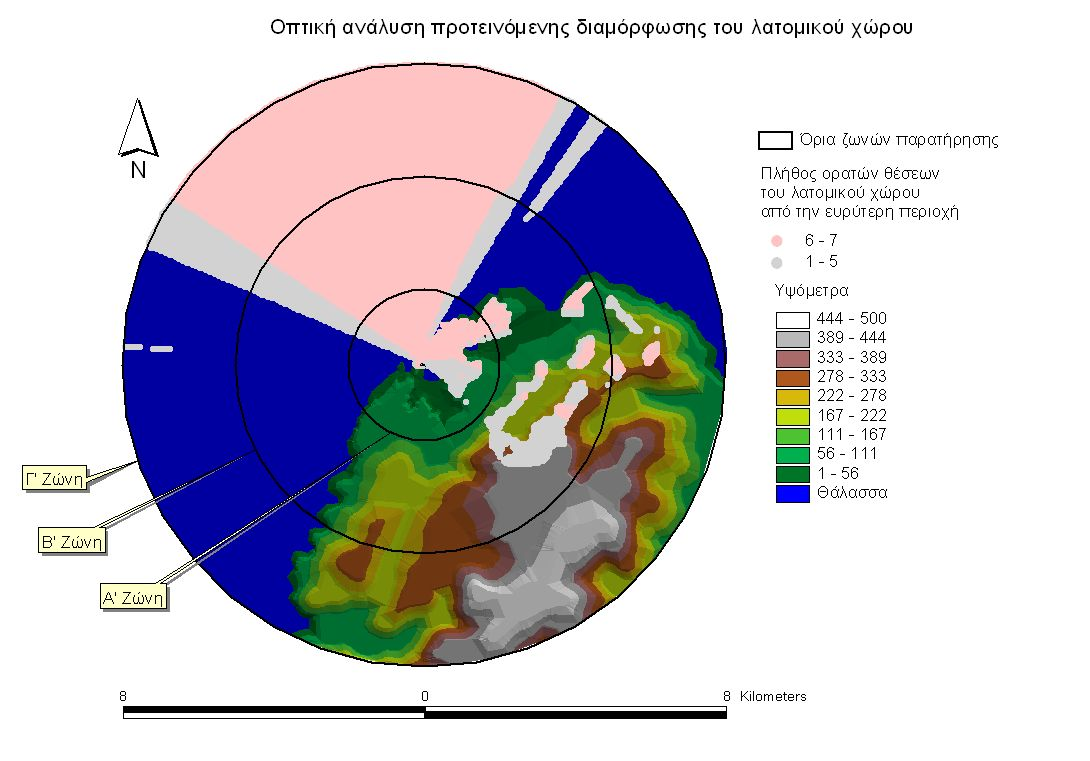 Οπτική ανάλυση προτεινόμενης διαμόρφωσης του λατομικού χώρου
N
Όρια ζωνών παρατήρησης
Πλήθος ορατών θέσεων
του λατομικού χώρου
από την ευρύτερη περιοχή
6 - 7
1 - 5
Υψόμετρα
444 - 500
389 - 444
333 - 389
278 - 333
222 - 278
167 - 222
111 - 167
56 - 111
1 - 56
Θάλασσα
Γ' Ζώνη
Β' Ζώνη
Α' Ζώνη
8 0 8 Kilometers